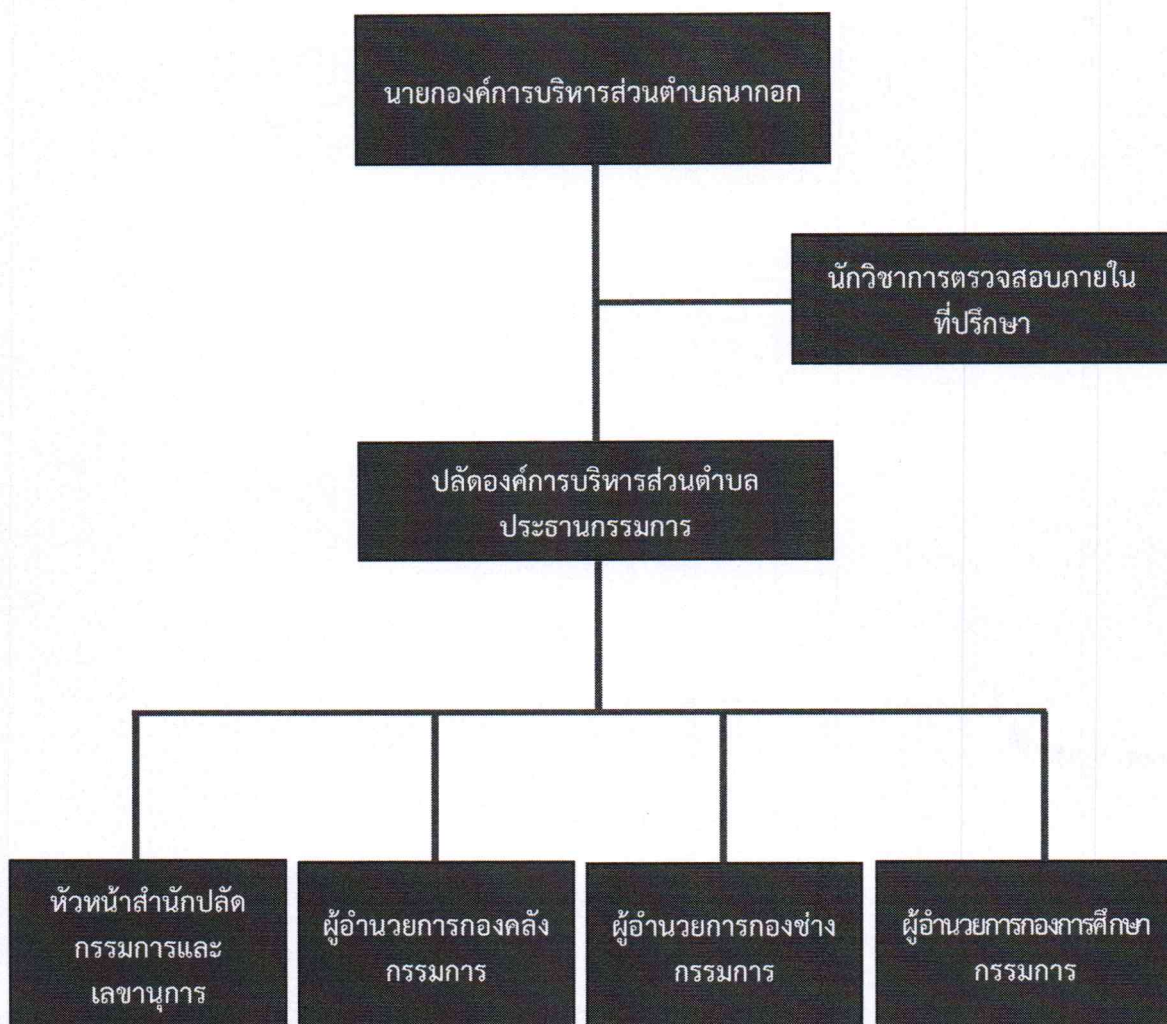 นายกองค์การบริหารส่วนตำบลนากอก
นักวิชาการตรวจสอบภายใน
ที่ปรึกษา
ปลัดองค์การบริหารส่วนตำบล
ประธานกรรมการ
หัวหน้าสำนักปลัด
กรรมการและ
เลขานุการ
ผู้อำนวยการกองคลัง
กรรมการ
ผู้อำนวยการกองช่าง
กรรมการ
ผู้อำนวยการกองการศึกษา
กรรมการ